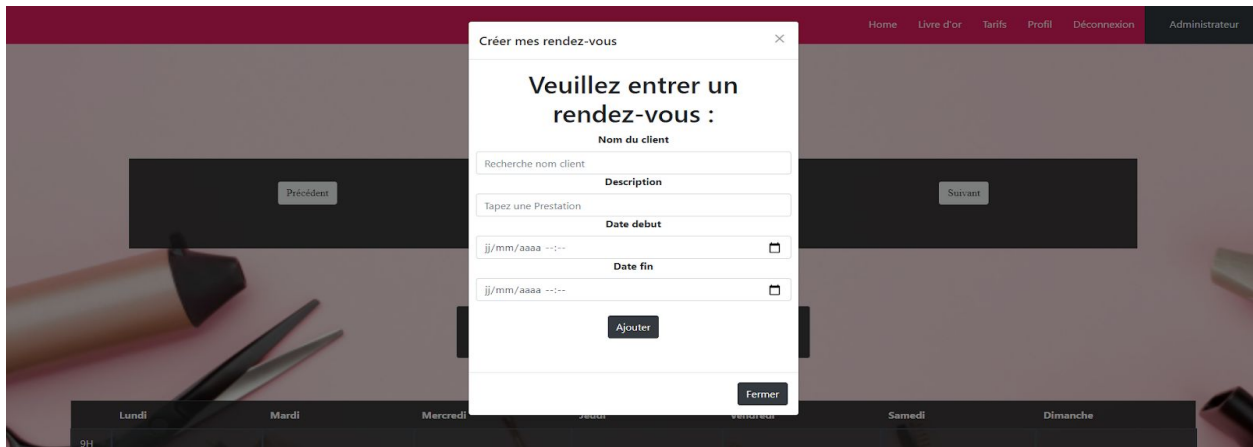 Home Livre d'or Tarifs Profil Déconnexion Administrateur
Créer mes rendez-vous ×
Veuillez entrer un
rendez-vous :
Nom du client
Recherche nom client
Description
Tapez une Prestation
Date debut
jj/mm/aaaa --:--
Date fin
jj/mm/aaaa --:--
Ajouter
Fermer
Précédent Suivant
Lundi Mardi Mercredi Jeudi Vendredi Samedi Dimanche
9H